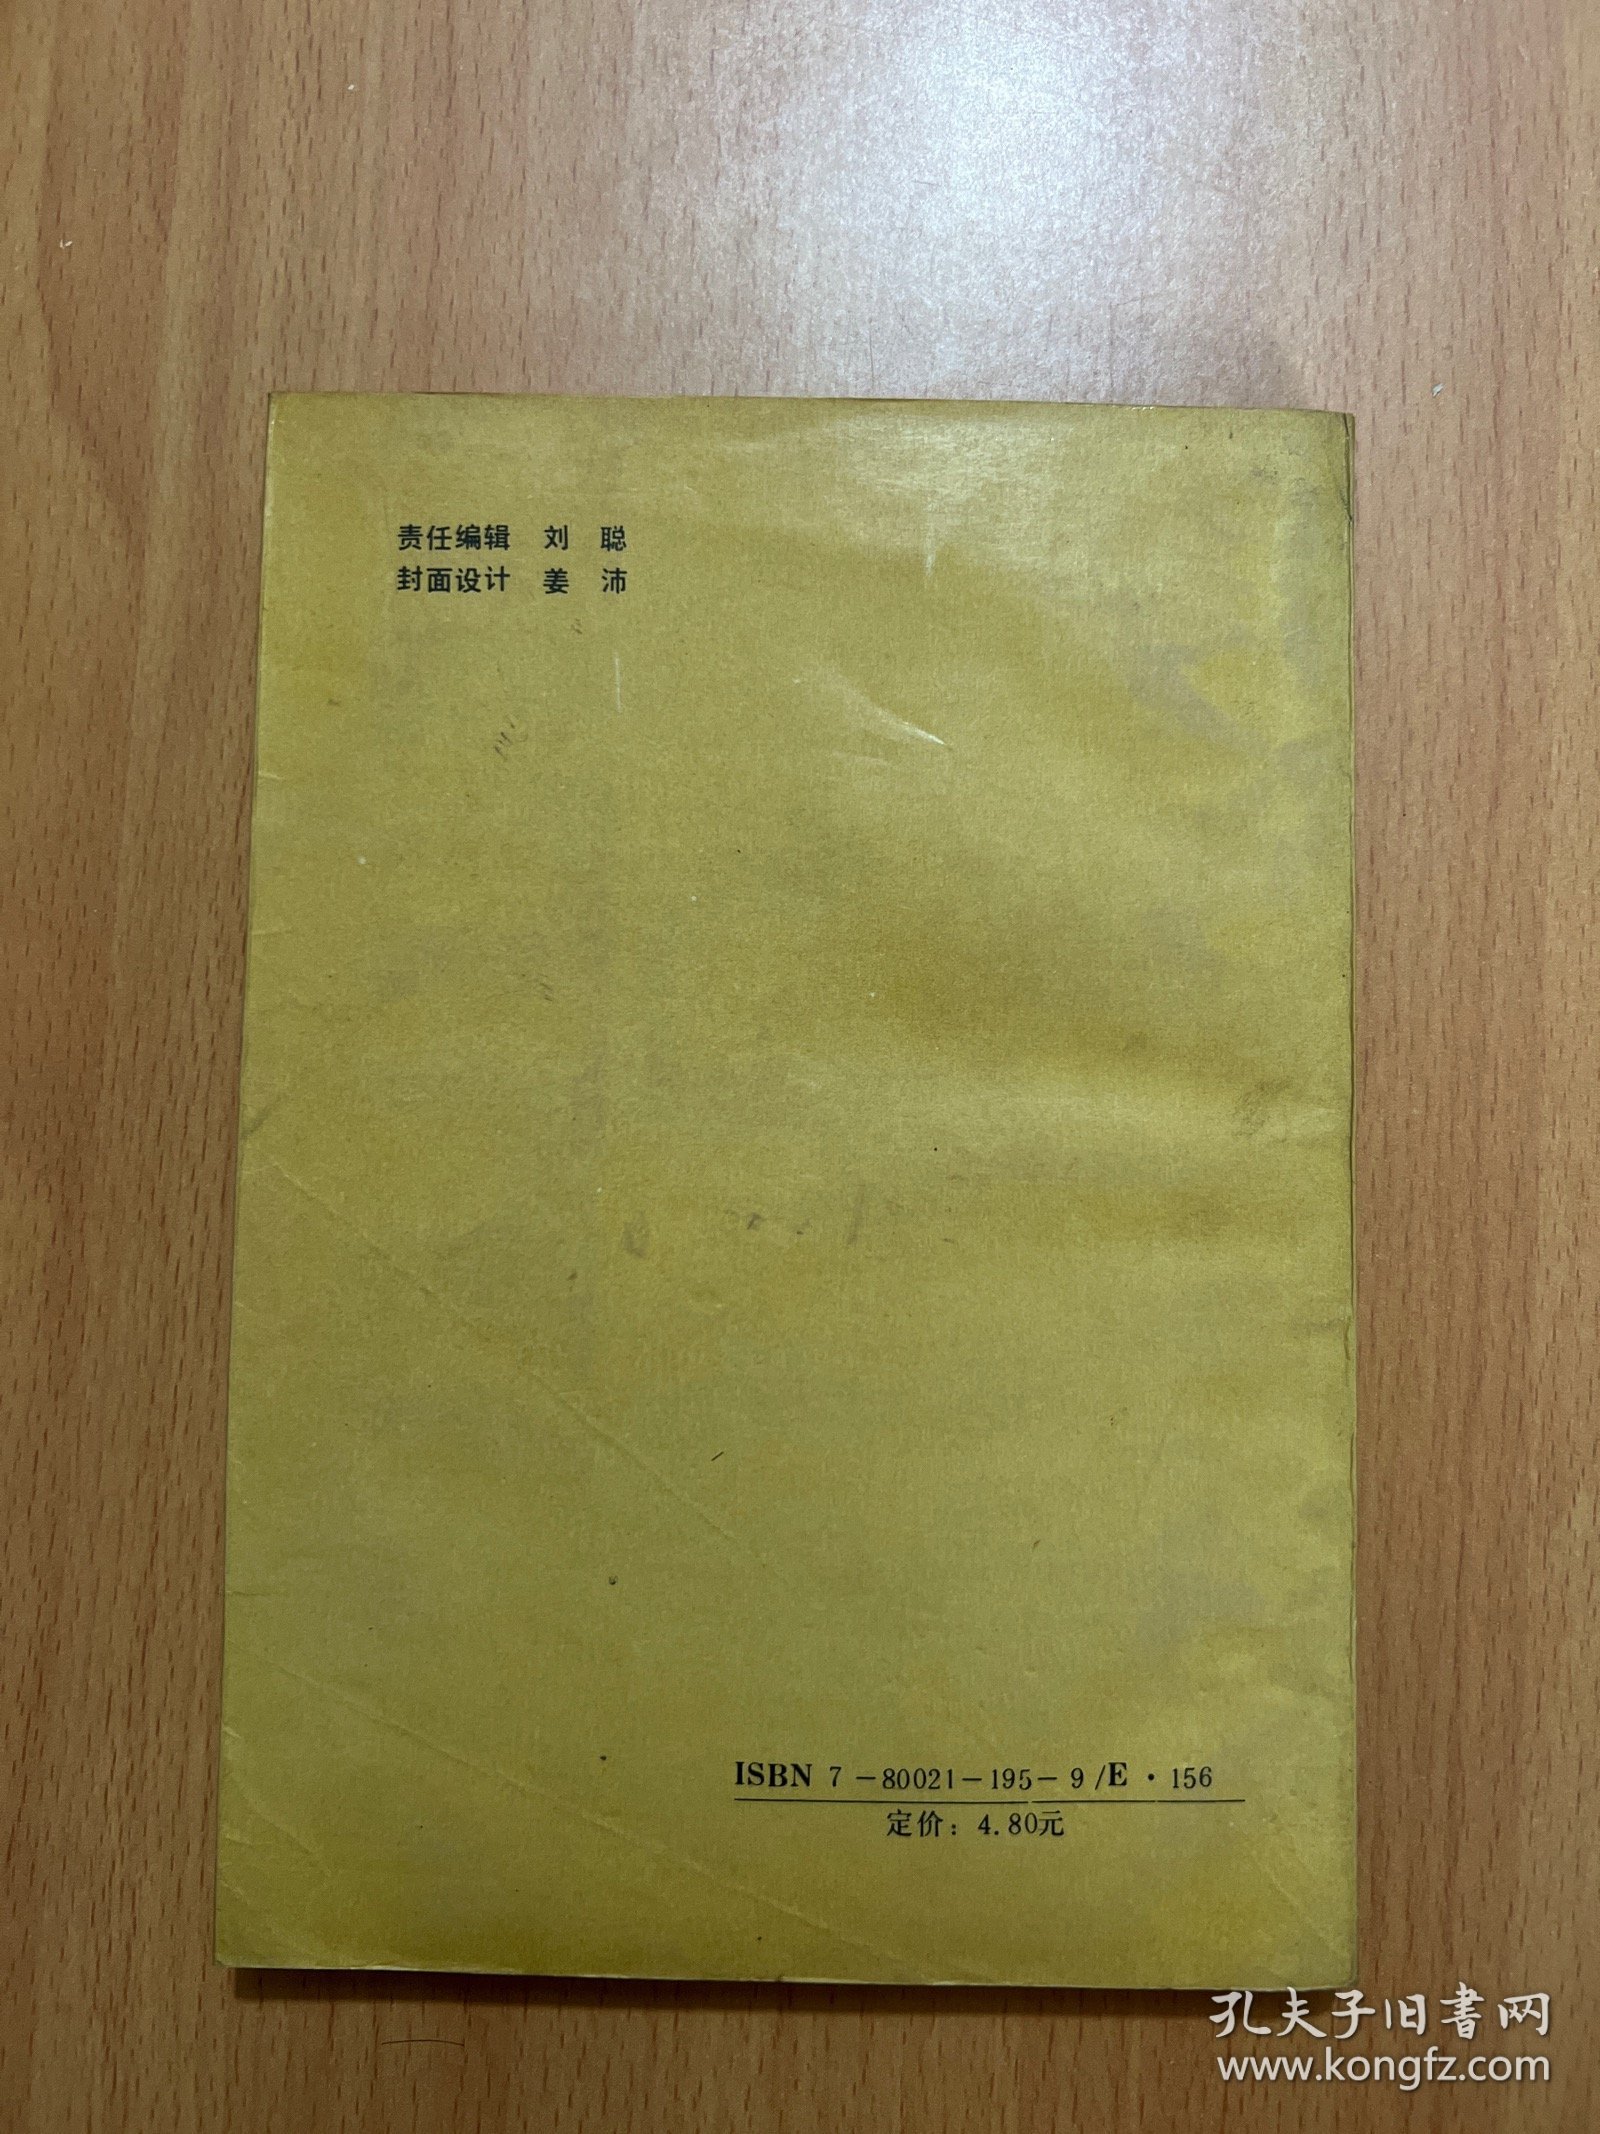 责任编辑 刘 聪
封面设计 姜 沛
ISBN 7-80021-195-9/E·156
定价：4.80元
孔夫子旧书网
www.kongfz.com